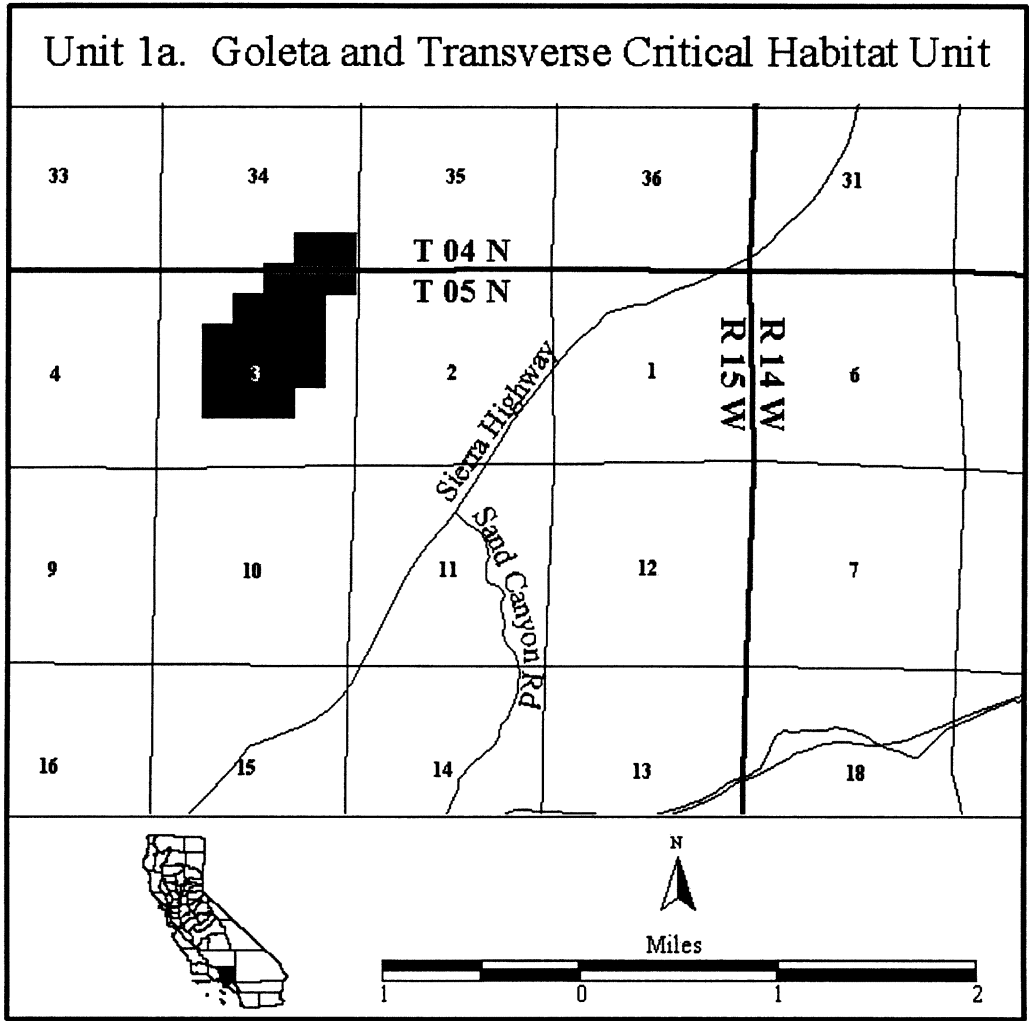 Unit 1a. Goleta and Transverse Critical Habitat Unit
33 34 35 36 31
T 04 N
T 05 N
R 15 W
R 14 W
4 3 2 1 6
Sierra Highway
Sand Canyon Rd
9 10 11 12 7
16 15 14 13 18
N
Miles
1 0 1 2